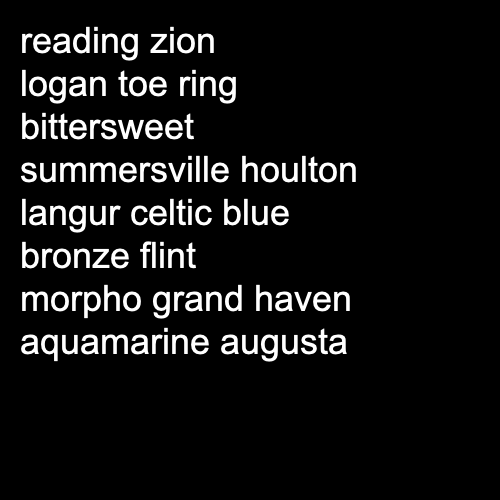 reading zion
logan toe ring
bittersweet
summersville houlton
langur celtic blue
bronze flint
morpho grand haven
aquamarine augusta